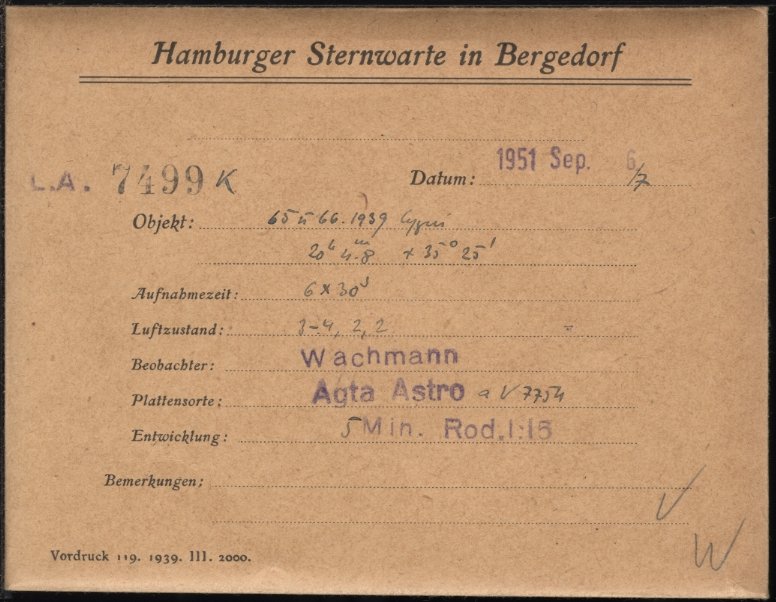 Hamburger Sternwarte in Bergedorf
L.A. 7499 K
Datum: 1951 Sep. 6/7
Objekt: 65 u 66.1939 Cygni
20ʰ 4.ᵐ8 + 35° 25'
Aufnahmezeit: 6 x 30ˢ
Luftzustand: 3-4, 2, 2
Beobachter: Wachmann
Plattensorte: Agfa Astro a V 7754
Entwicklung: 5 Min. Rod.1:15
Bemerkungen:
V
W
Vordruck 119. 1939. III. 2000.